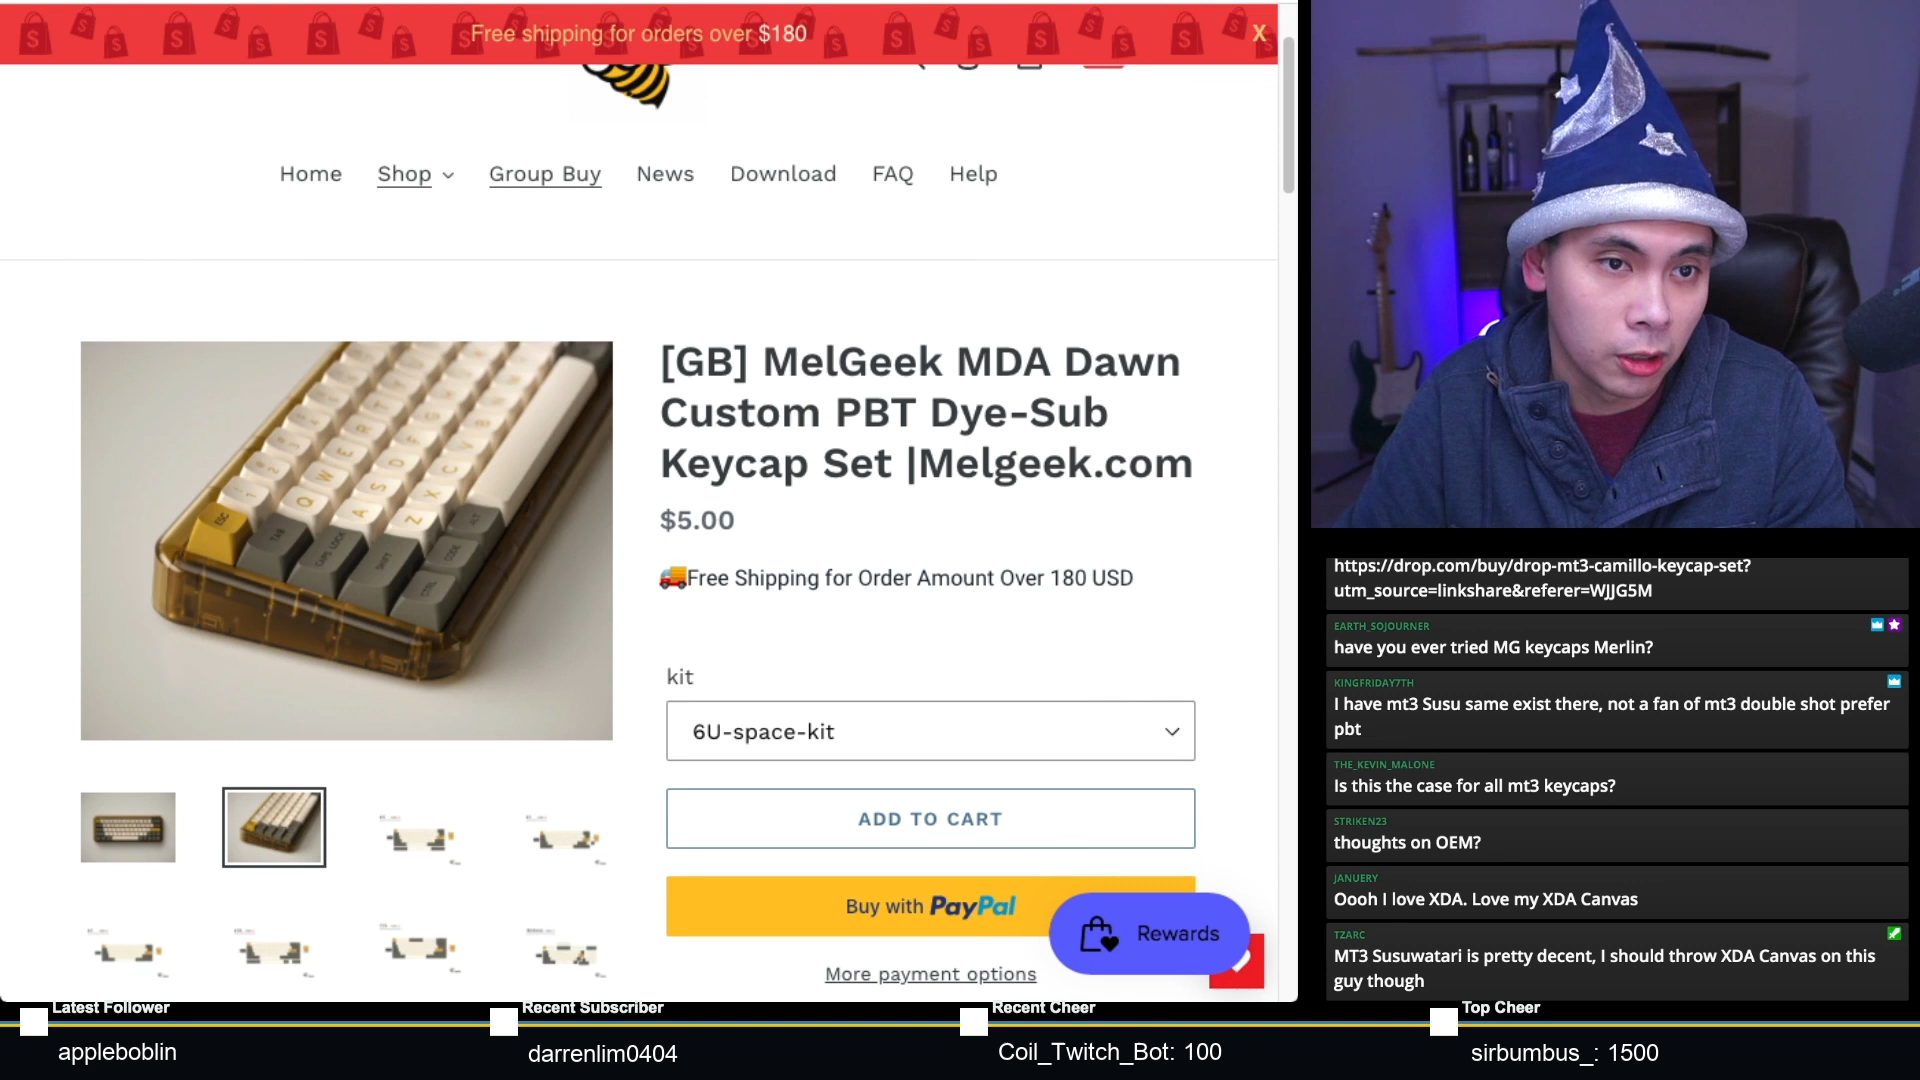 Free shipping for orders over $180
X
Home
Shop
Group Buy
News
Download
FAQ
Help
[GB] MelGeek MDA Dawn
Custom PBT Dye-Sub
Keycap Set |Melgeek.com
$5.00
Free Shipping for Order Amount Over 180 USD
kit
6U-space-kit
ADD TO CART
Buy with PayPal
Rewards
More payment options
https://drop.com/buy/drop-mt3-camillo-keycap-set?
utm_source=linkshare&referer=WJJG5M
EARTH_SOJOURNER
have you ever tried MG keycaps Merlin?
KINGFRIDAY7TH
I have mt3 Susu same exist there, not a fan of mt3 double shot prefer
pbt
THE_KEVIN_MALONE
Is this the case for all mt3 keycaps?
STRIKEN23
thoughts on OEM?
JANUERY
Oooh I love XDA. Love my XDA Canvas
TZARC
MT3 Susuwatari is pretty decent, I should throw XDA Canvas on this
guy though
Latest Follower
appleboblin
Recent Subscriber
darrenlim0404
Recent Cheer
Coil_Twitch_Bot: 100
Top Cheer
sirbumbus_: 1500